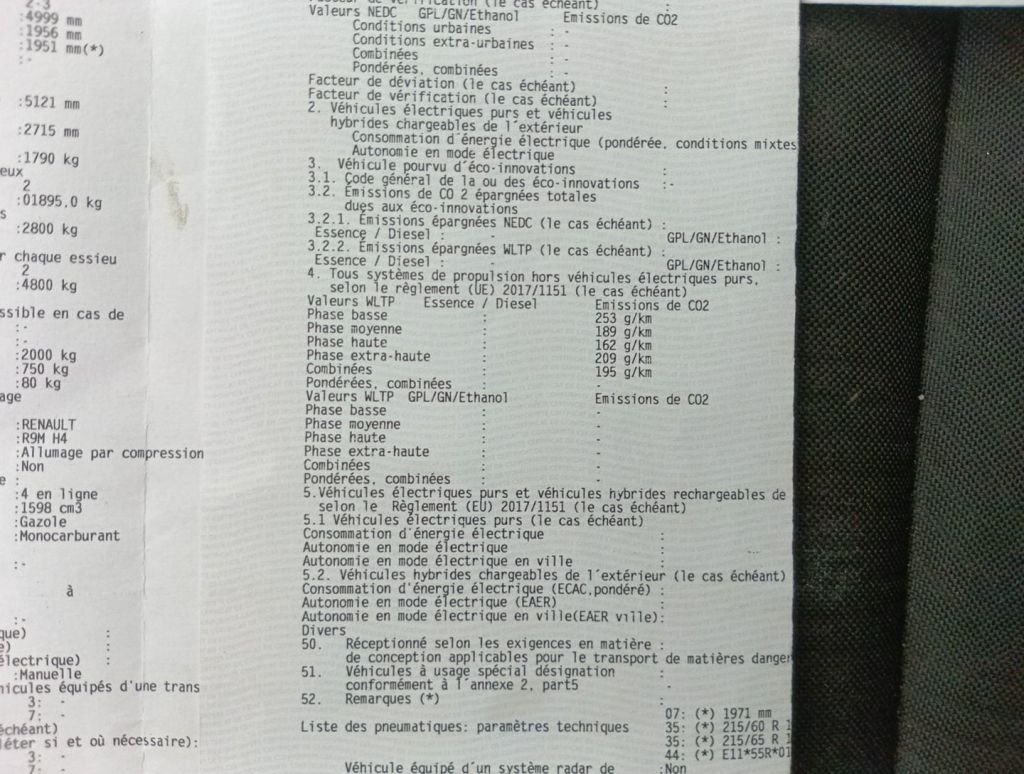 2-3
:4999 mm
:1956 mm
:1951 mm(*)
:-
:5121 mm
:2715 mm
:1790 kg
eux
2
:01895,0 kg
s
:2800 kg
r chaque essieu
2
:4800 kg
ssible en cas de
:-
:-
:2000 kg
:750 kg
:80 kg
age
:RENAULT
:R9M H4
:Allumage par compression
:Non
e :
:4 en ligne
:1598 cm3
:Gazole
:Monocarburant
:-
à
:-
que) :
e) :
électrique) :
:Manuelle
hicules équipés d'une trans
3: -
7: -
échéant)
léter si et où nécessaire):
3: -
7: -
Facteur de vérification (le cas échéant) :
Valeurs NEDC GPL/GN/Ethanol Emissions de CO2
Conditions urbaines : -
Conditions extra-urbaines : -
Combinées : -
Pondérées, combinées : -
Facteur de déviation (le cas échéant) :
Facteur de vérification (le cas échéant) :
2. Véhicules électriques purs et véhicules
hybrides chargeables de l'extérieur
Consommation d'énergie électrique (pondérée, conditions mixtes
Autonomie en mode électrique
3. Véhicule pourvu d'éco-innovations :
3.1. Code général de la ou des éco-innovations :-
3.2. Emissions de CO 2 épargnées totales
dues aux éco-innovations
3.2.1. Emissions épargnées NEDC (le cas échéant) :
Essence / Diesel : - GPL/GN/Ethanol :
3.2.2. Emissions épargnées WLTP (le cas échéant) :
Essence / Diesel : - GPL/GN/Ethanol :
4. Tous systèmes de propulsion hors véhicules électriques purs,
selon le règlement (UE) 2017/1151 (le cas échéant)
Valeurs WLTP Essence / Diesel Emissions de CO2
Phase basse : 253 g/km
Phase moyenne : 189 g/km
Phase haute : 162 g/km
Phase extra-haute : 209 g/km
Combinées : 195 g/km
Pondérées, combinées : -
Valeurs WLTP GPL/GN/Ethanol Emissions de CO2
Phase basse : -
Phase moyenne : -
Phase haute : -
Phase extra-haute : -
Combinées : -
Pondérées, combinées : -
5.Véhicules électriques purs et véhicules hybrides rechargeables de
selon le Règlement (EU) 2017/1151 (le cas échéant)
5.1 Véhicules électriques purs (le cas échéant)
Consommation d'énergie électrique :
Autonomie en mode électrique :
Autonomie en mode électrique en ville :
5.2. Véhicules hybrides chargeables de l'extérieur (le cas échéant)
Consommation d'énergie électrique (ECAC,pondéré) :
Autonomie en mode électrique (EAER) :
Autonomie en mode électrique en ville(EAER ville):
Divers
50. Réceptionné selon les exigences en matière :
de conception applicables pour le transport de matières danger
51. Véhicules à usage spécial désignation :
conformément à l'annexe 2, part5 -
52. Remarques (*) :
07: (*) 1971 mm
Liste des pneumatiques: paramètres techniques 35: (*) 215/60 R 1
35: (*) 215/65 R 1
44: (*) E11*55R*01
Véhicule équipé d'un système radar de :Non